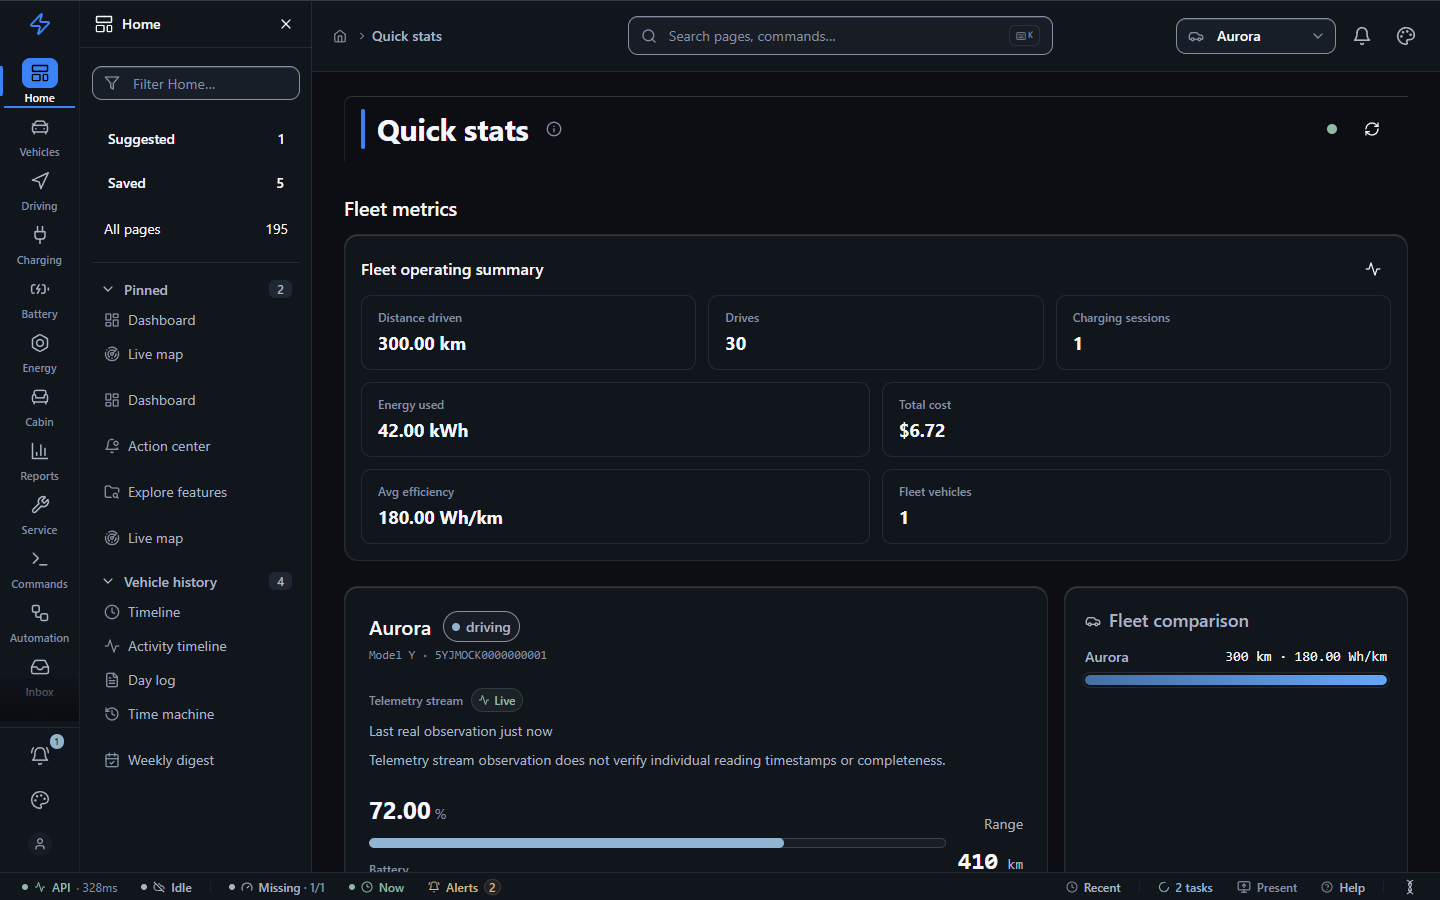 Home
Quick stats
Search pages, commands...
K
Aurora
Home
Vehicles
Driving
Charging
Battery
Energy
Cabin
Reports
Service
Commands
Automation
Inbox
1
Filter Home...
Suggested 1
Saved 5
All pages 195
Pinned 2
Dashboard
Live map
Dashboard
Action center
Explore features
Live map
Vehicle history 4
Timeline
Activity timeline
Day log
Time machine
Weekly digest
Quick stats
Fleet metrics
Fleet operating summary
Distance driven
300.00 km
Drives
30
Charging sessions
1
Energy used
42.00 kWh
Total cost
$6.72
Avg efficiency
180.00 Wh/km
Fleet vehicles
1
Aurora driving
Model Y · 5YJMOCK0000000001
Telemetry stream Live
Last real observation just now
Telemetry stream observation does not verify individual reading timestamps or completeness.
72.00 %
Battery
Range
410 km
Fleet comparison
Aurora 300 km · 180.00 Wh/km
API · 328ms Idle Missing · 1/1 Now Alerts 2 Recent 2 tasks Present Help